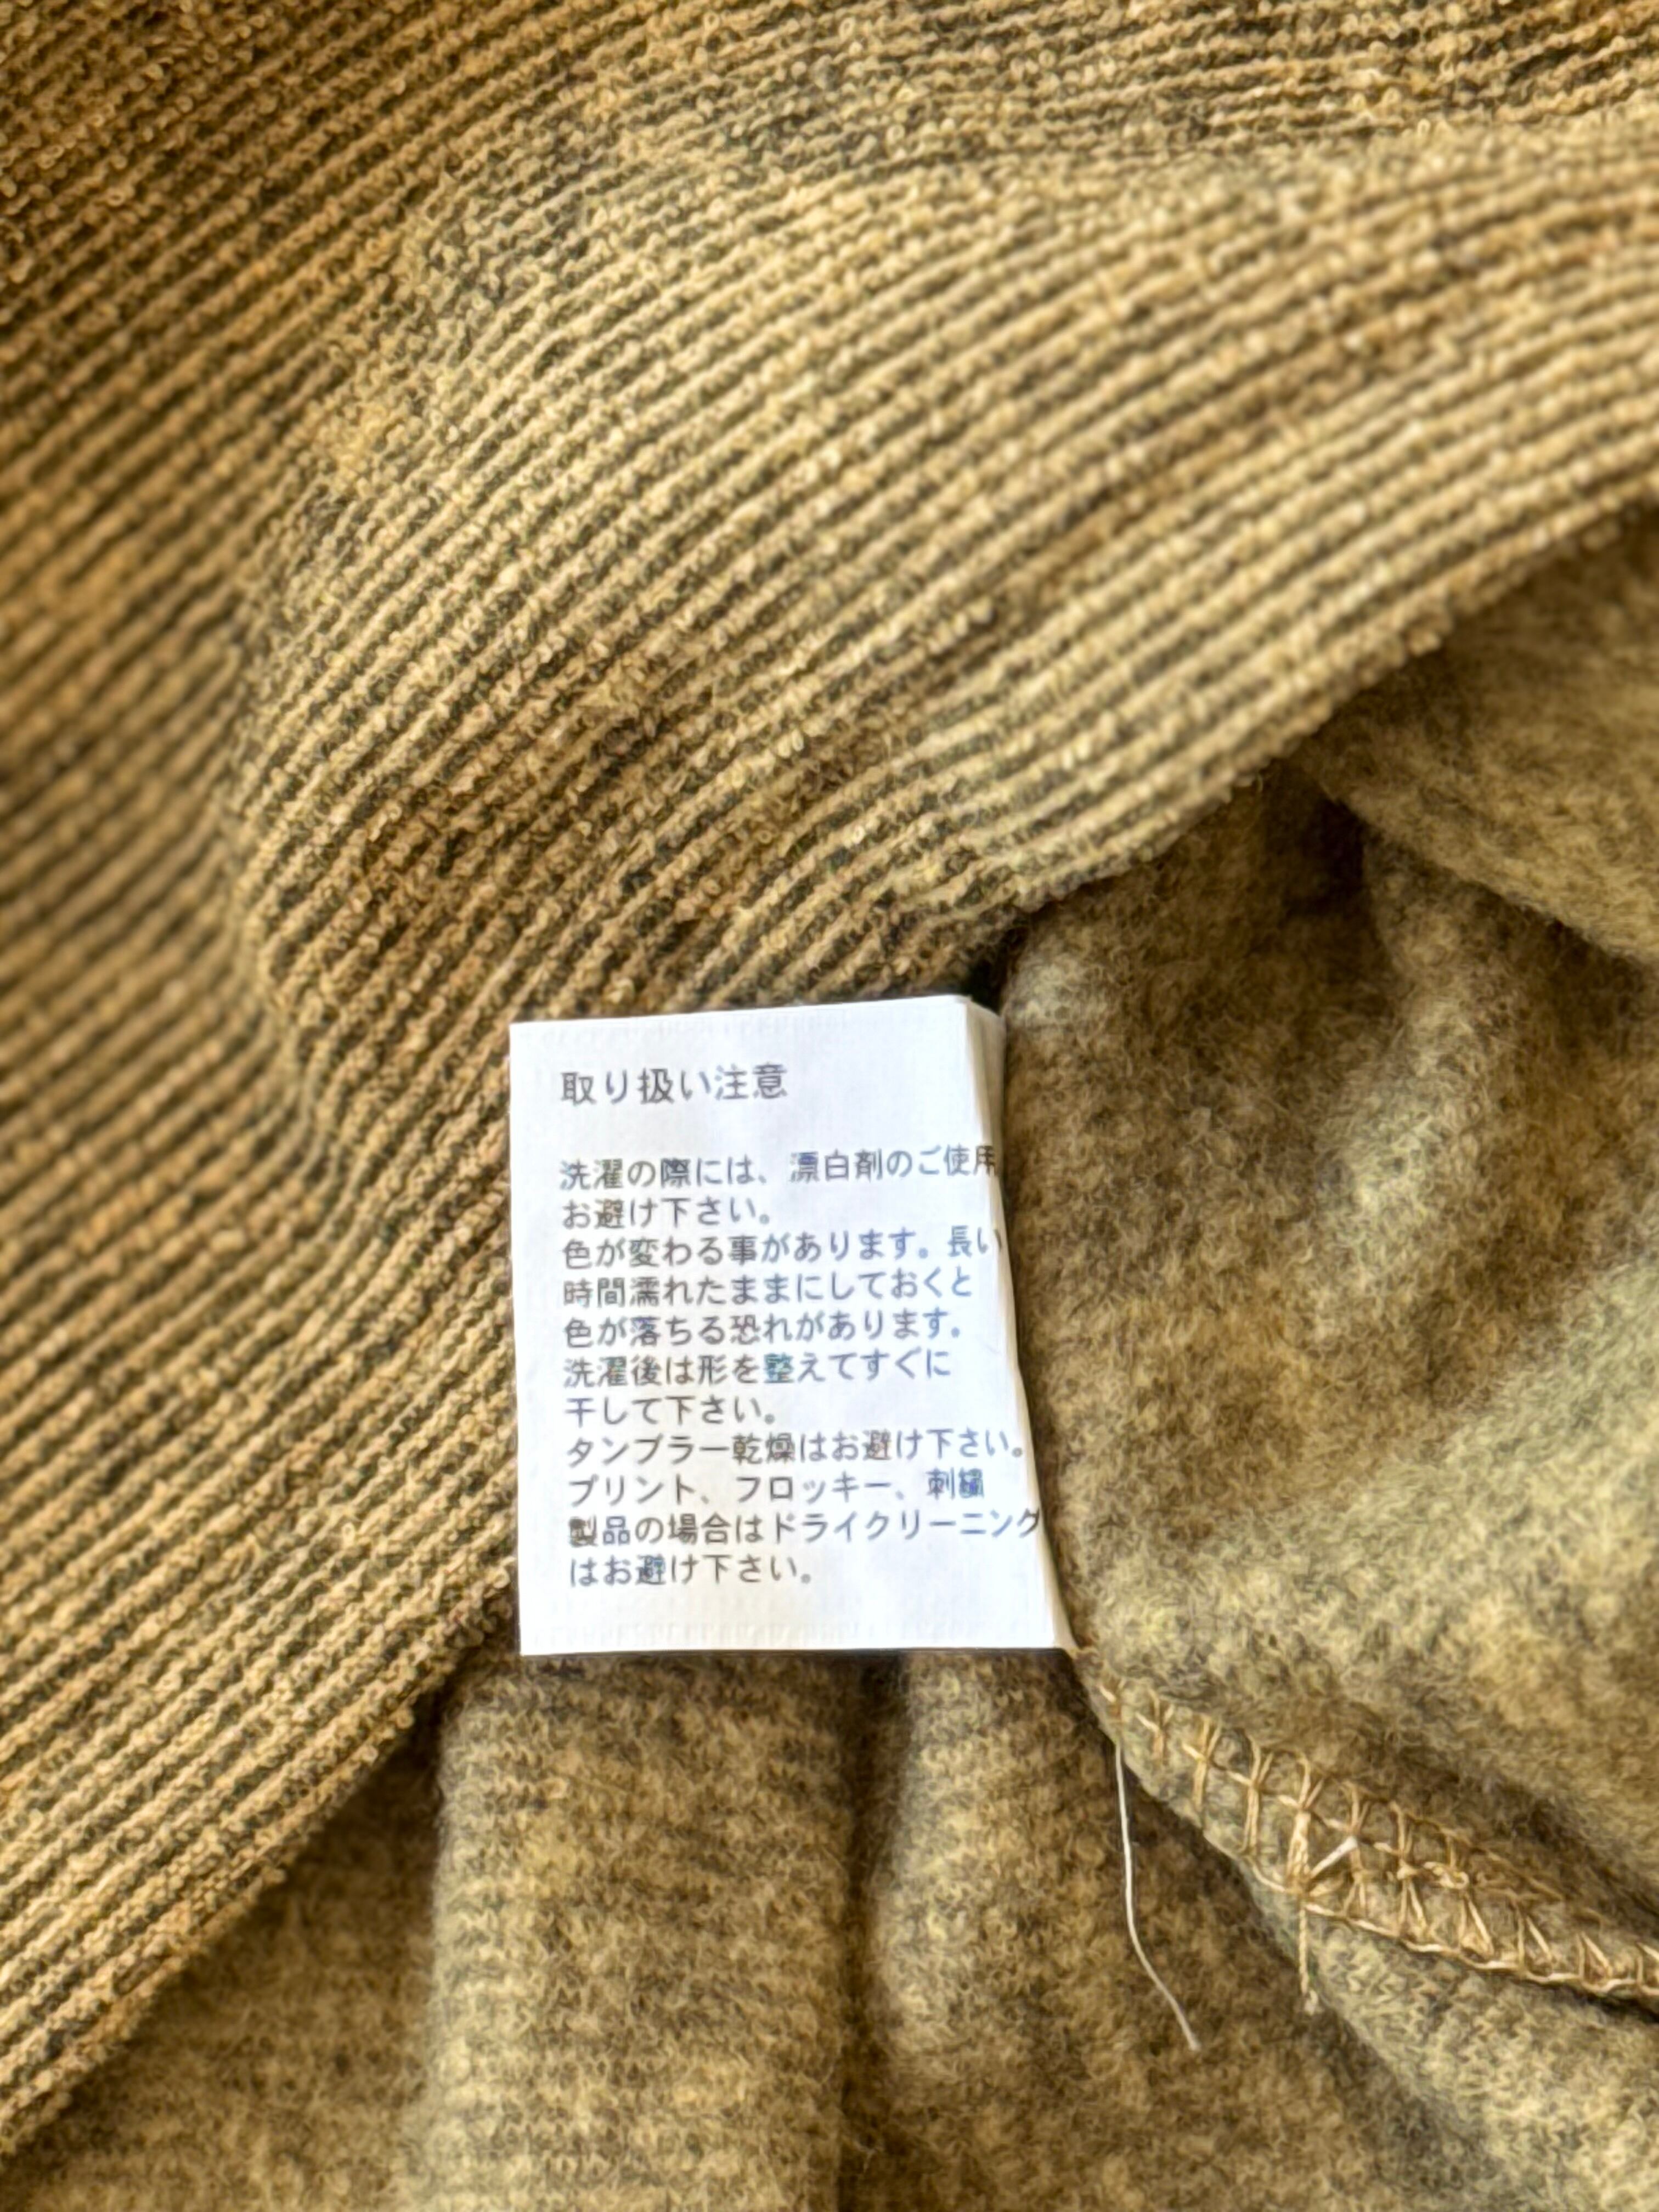 取り扱い注意
洗濯の際には、漂白剤のご使用
お避け下さい。
色が変わる事があります。長い
時間濡れたままにしておくと
色が落ちる恐れがあります。
洗濯後は形を整えてすぐに
干して下さい。
タンブラー乾燥はお避け下さい。
プリント、フロッキー、刺繍
製品の場合はドライクリーニング
はお避け下さい。